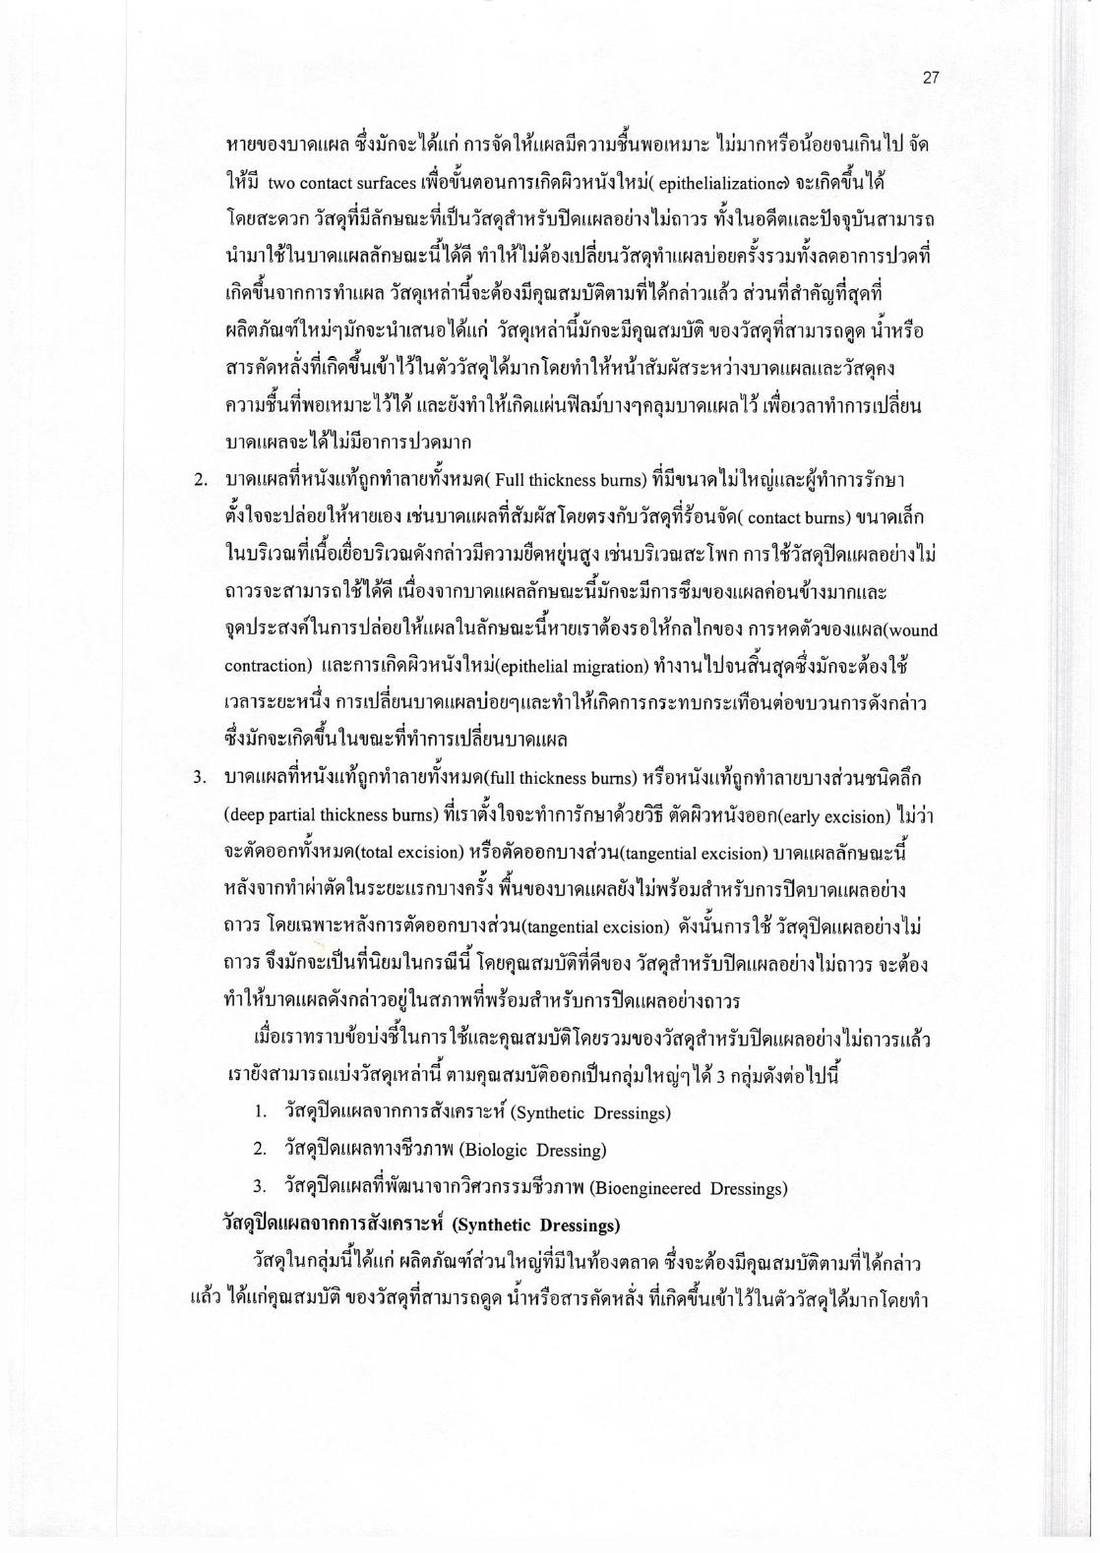 27
หายของบาดแผล ซึ่งมักจะได้แก่ การจัดให้แผลมีความชื้นพอเหมาะ ไม่มากหรือน้อยจนเกินไป จัด
ให้มี two contact surfaces เพื่อขั้นตอนการเกิดผิวหนังใหม่( epithelialization๗) จะเกิดขึ้นได้
โดยสะดวก วัสดุที่มีลักษณะที่เป็นวัสดุสำหรับปิดแผลอย่างไม่ถาวร ทั้งในอดีตและปัจจุบันสามารถ
นำมาใช้ในบาดแผลลักษณะนี้ได้ดี ทำให้ไม่ต้องเปลี่ยนวัสดุทำแผลบ่อยครั้งรวมทั้งลดอาการปวดที่
เกิดขึ้นจากการทำแผล วัสดุเหล่านี้จะต้องมีคุณสมบัติตามที่ได้กล่าวแล้ว ส่วนที่สำคัญที่สุดที่
ผลิตภัณฑ์ใหม่ๆมักจะนำเสนอได้แก่ วัสดุเหล่านี้มักจะมีคุณสมบัติ ของวัสดุที่สามารถดูด น้ำหรือ
สารคัดหลั่งที่เกิดขึ้นเข้าไว้ในตัววัสดุได้มากโดยทำให้หน้าสัมผัสระหว่างบาดแผลและวัสดุคง
ความชื้นที่พอเหมาะไว้ได้ และยังทำให้เกิดแผ่นฟิลม์บางๆคลุมบาดแผลไว้ เพื่อเวลาทำการเปลี่ยน
บาดแผลจะได้ไม่มีอาการปวดมาก
2. บาดแผลที่หนังแท้ถูกทำลายทั้งหมด( Full thickness burns) ที่มีขนาดไม่ใหญ่และผู้ทำการรักษา
ตั้งใจจะปล่อยให้หายเอง เช่นบาดแผลที่สัมผัสโดยตรงกับวัสดุที่ร้อนจัด( contact burns) ขนาดเล็ก
ในบริเวณที่เนื้อเยื่อบริเวณดังกล่าวมีความยืดหยุ่นสูง เช่นบริเวณสะโพก การใช้วัสดุปิดแผลอย่างไม่
ถาวรจะสามารถใช้ได้ดี เนื่องจากบาดแผลลักษณะนี้มักจะมีการซึมของแผลค่อนข้างมากและ
จุดประสงค์ในการปล่อยให้แผลในลักษณะนี้หายเราต้องรอให้กลไกของ การหดตัวของแผล(wound
contraction) และการเกิดผิวหนังใหม่(epithelial migration) ทำงานไปจนสิ้นสุดซึ่งมักจะต้องใช้
เวลาระยะหนึ่ง การเปลี่ยนบาดแผลบ่อยๆและทำให้เกิดการกระทบกระเทือนต่อขบวนการดังกล่าว
ซึ่งมักจะเกิดขึ้นในขณะที่ทำการเปลี่ยนบาดแผล
3. บาดแผลที่หนังแท้ถูกทำลายทั้งหมด(full thickness burns) หรือหนังแท้ถูกทำลายบางส่วนชนิดลึก
(deep partial thickness burns) ที่เราตั้งใจจะทำการรักษาด้วยวิธี ตัดผิวหนังออก(early excision) ไม่ว่า
จะตัดออกทั้งหมด(total excision) หรือตัดออกบางส่วน(tangential excision) บาดแผลลักษณะนี้
หลังจากทำผ่าตัดในระยะแรกบางครั้ง พื้นของบาดแผลยังไม่พร้อมสำหรับการปิดบาดแผลอย่าง
ถาวร โดยเฉพาะหลังการตัดออกบางส่วน(tangential excision) ดังนั้นการใช้ วัสดุปิดแผลอย่างไม่
ถาวร จึงมักจะเป็นที่นิยมในกรณีนี้ โดยคุณสมบัติที่ดีของ วัสดุสำหรับปิดแผลอย่างไม่ถาวร จะต้อง
ทำให้บาดแผลดังกล่าวอยู่ในสภาพที่พร้อมสำหรับการปิดแผลอย่างถาวร
เมื่อเราทราบข้อบ่งชี้ในการใช้และคุณสมบัติโดยรวมของวัสดุสำหรับปิดแผลอย่างไม่ถาวรแล้ว
เรายังสามารถแบ่งวัสดุเหล่านี้ ตามคุณสมบัติออกเป็นกลุ่มใหญ่ๆได้ 3 กลุ่มดังต่อไปนี้
1. วัสดุปิดแผลจากการสังเคราะห์ (Synthetic Dressings)
2. วัสดุปิดแผลทางชีวภาพ (Biologic Dressing)
3. วัสดุปิดแผลที่พัฒนาจากวิศวกรรมชีวภาพ (Bioengineered Dressings)
วัสดุปิดแผลจากการสังเคราะห์ (Synthetic Dressings)
วัสดุในกลุ่มนี้ได้แก่ ผลิตภัณฑ์ส่วนใหญ่ที่มีในท้องตลาด ซึ่งจะต้องมีคุณสมบัติตามที่ได้กล่าว
แล้ว ได้แก่คุณสมบัติ ของวัสดุที่สามารถดูด น้ำหรือสารคัดหลั่ง ที่เกิดขึ้นเข้าไว้ในตัววัสดุได้มากโดยทำ